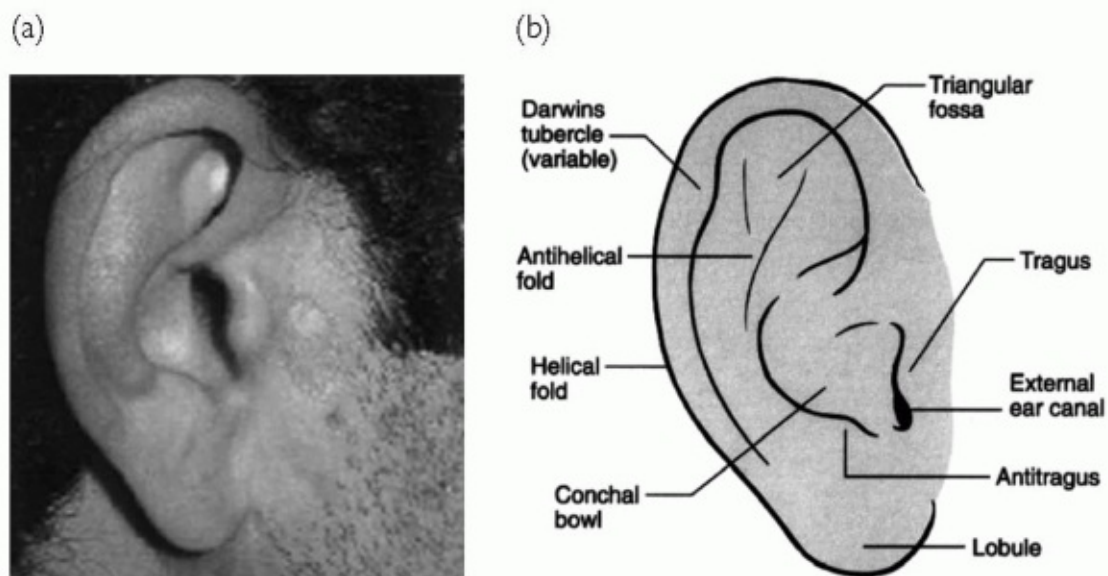 (a)
(b)
Darwins
tubercle
(variable)
Triangular
fossa
Antihelical
fold
Tragus
Helical
fold
External
ear canal
Conchal
bowl
Antitragus
Lobule